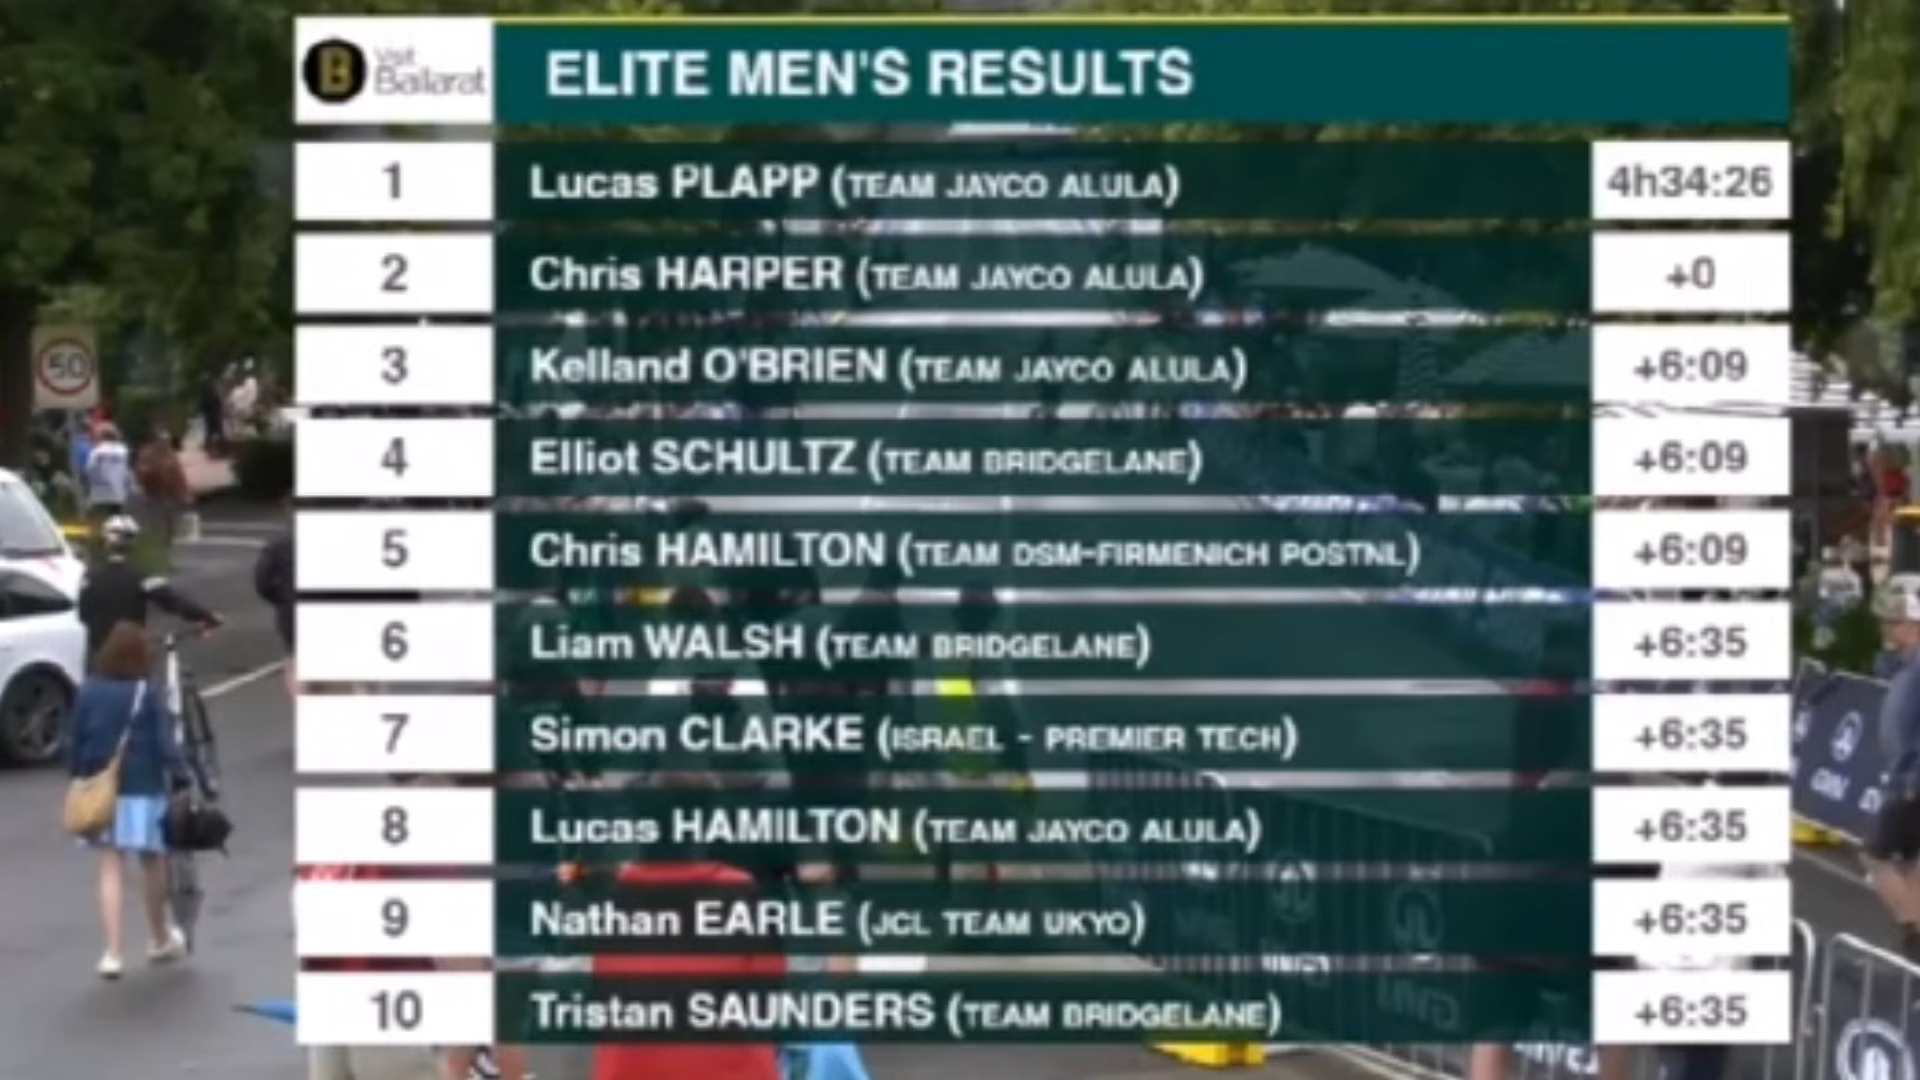 Visit
Ballarat
B
ELITE MEN'S RESULTS
1 Lucas PLAPP (TEAM JAYCO ALULA) 4h34:26
2 Chris HARPER (TEAM JAYCO ALULA) +0
3 Kelland O'BRIEN (TEAM JAYCO ALULA) +6:09
4 Elliot SCHULTZ (TEAM BRIDGELANE) +6:09
5 Chris HAMILTON (TEAM DSM-FIRMENICH POSTNL) +6:09
6 Liam WALSH (TEAM BRIDGELANE) +6:35
7 Simon CLARKE (ISRAEL - PREMIER TECH) +6:35
8 Lucas HAMILTON (TEAM JAYCO ALULA) +6:35
9 Nathan EARLE (JCL TEAM UKYO) +6:35
10 Tristan SAUNDERS (TEAM BRIDGELANE) +6:35
50